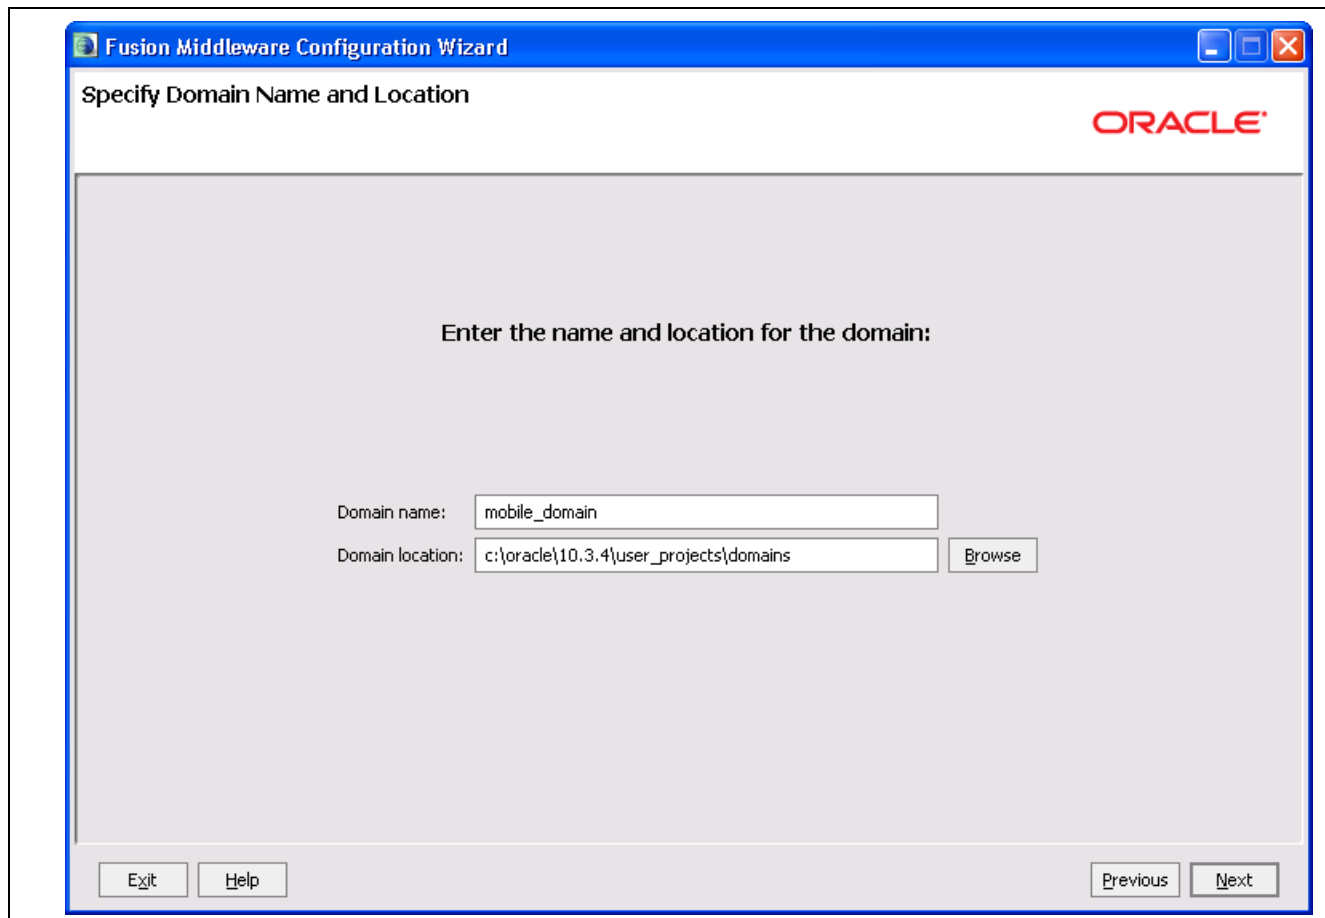 Fusion Middleware Configuration Wizard
Specify Domain Name and Location
ORACLE
Enter the name and location for the domain:
Domain name: mobile_domain
Domain location: c:\oracle\10.3.4\user_projects\domains Browse
Exit Help Previous Next